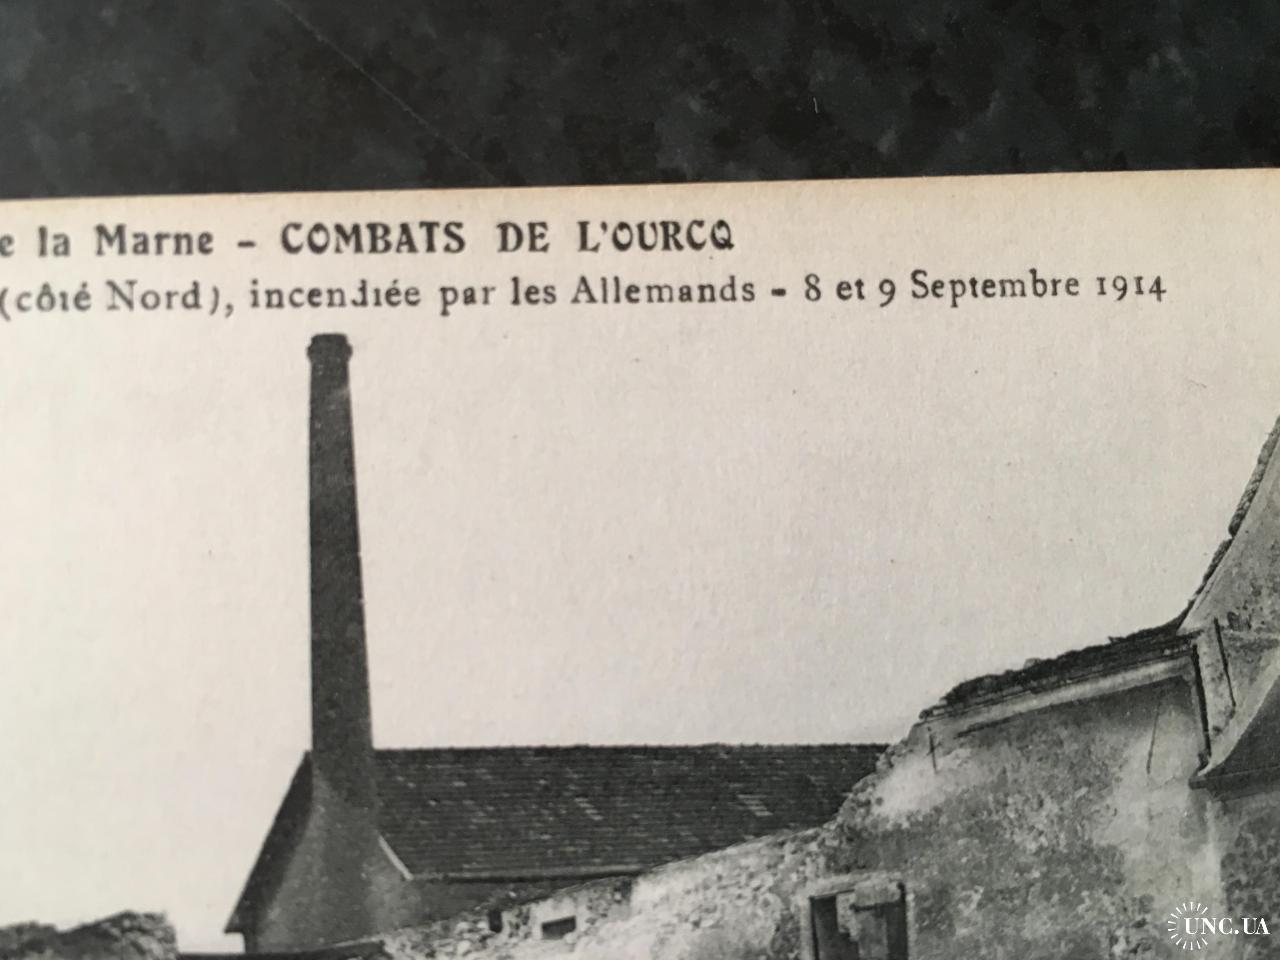 e la Marne - COMBATS DE L'OURCQ
(côté Nord), incendiée par les Allemands - 8 et 9 Septembre 1914
UNC.UA